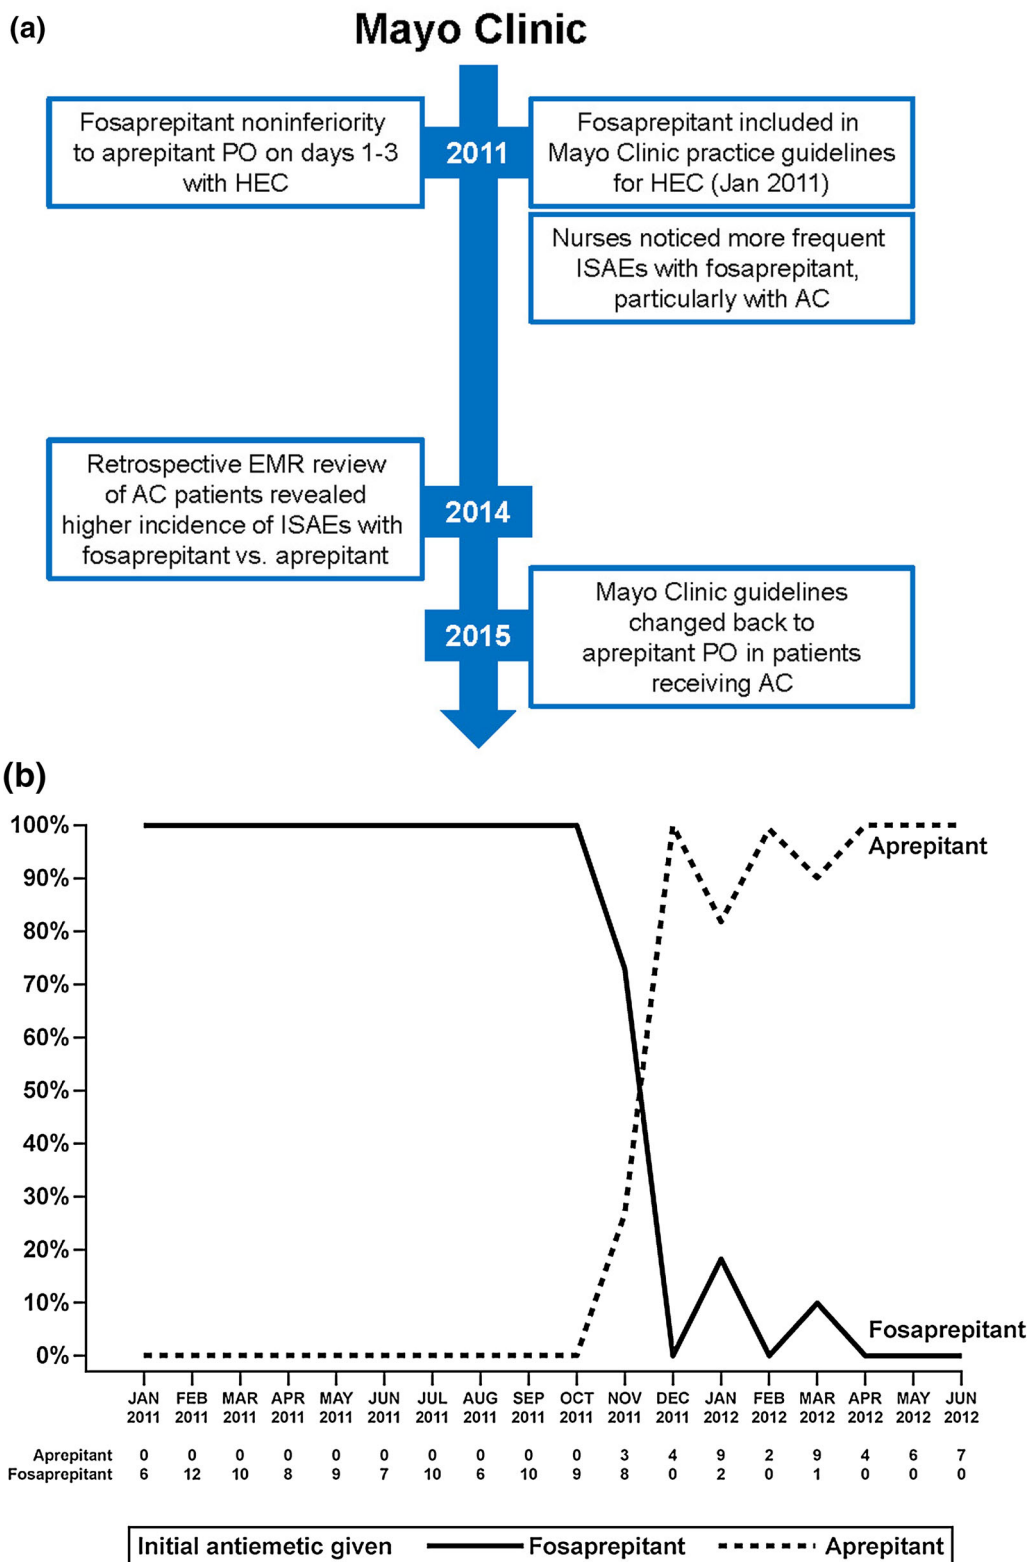 (a)
Mayo Clinic
Fosaprepitant noninferiority
to aprepitant PO on days 1-3
with HEC
2011
Fosaprepitant included in
Mayo Clinic practice guidelines
for HEC (Jan 2011)
Nurses noticed more frequent
ISAEs with fosaprepitant,
particularly with AC
Retrospective EMR review
of AC patients revealed
higher incidence of ISAEs with
fosaprepitant vs. aprepitant
2014
2015
Mayo Clinic guidelines
changed back to
aprepitant PO in patients
receiving AC
(b)
100%
90%
80%
70%
60%
50%
40%
30%
20%
10%
0%
Aprepitant
Fosaprepitant
JAN FEB MAR APR MAY JUN JUL AUG SEP OCT NOV DEC JAN FEB MAR APR MAY JUN
2011 2011 2011 2011 2011 2011 2011 2011 2011 2011 2011 2011 2012 2012 2012 2012 2012 2012
Aprepitant 0 0 0 0 0 0 0 0 0 0 3 4 9 2 9 4 6 7
Fosaprepitant 6 12 10 8 9 7 10 6 10 9 8 0 2 0 1 0 0 0
Initial antiemetic given Fosaprepitant Aprepitant